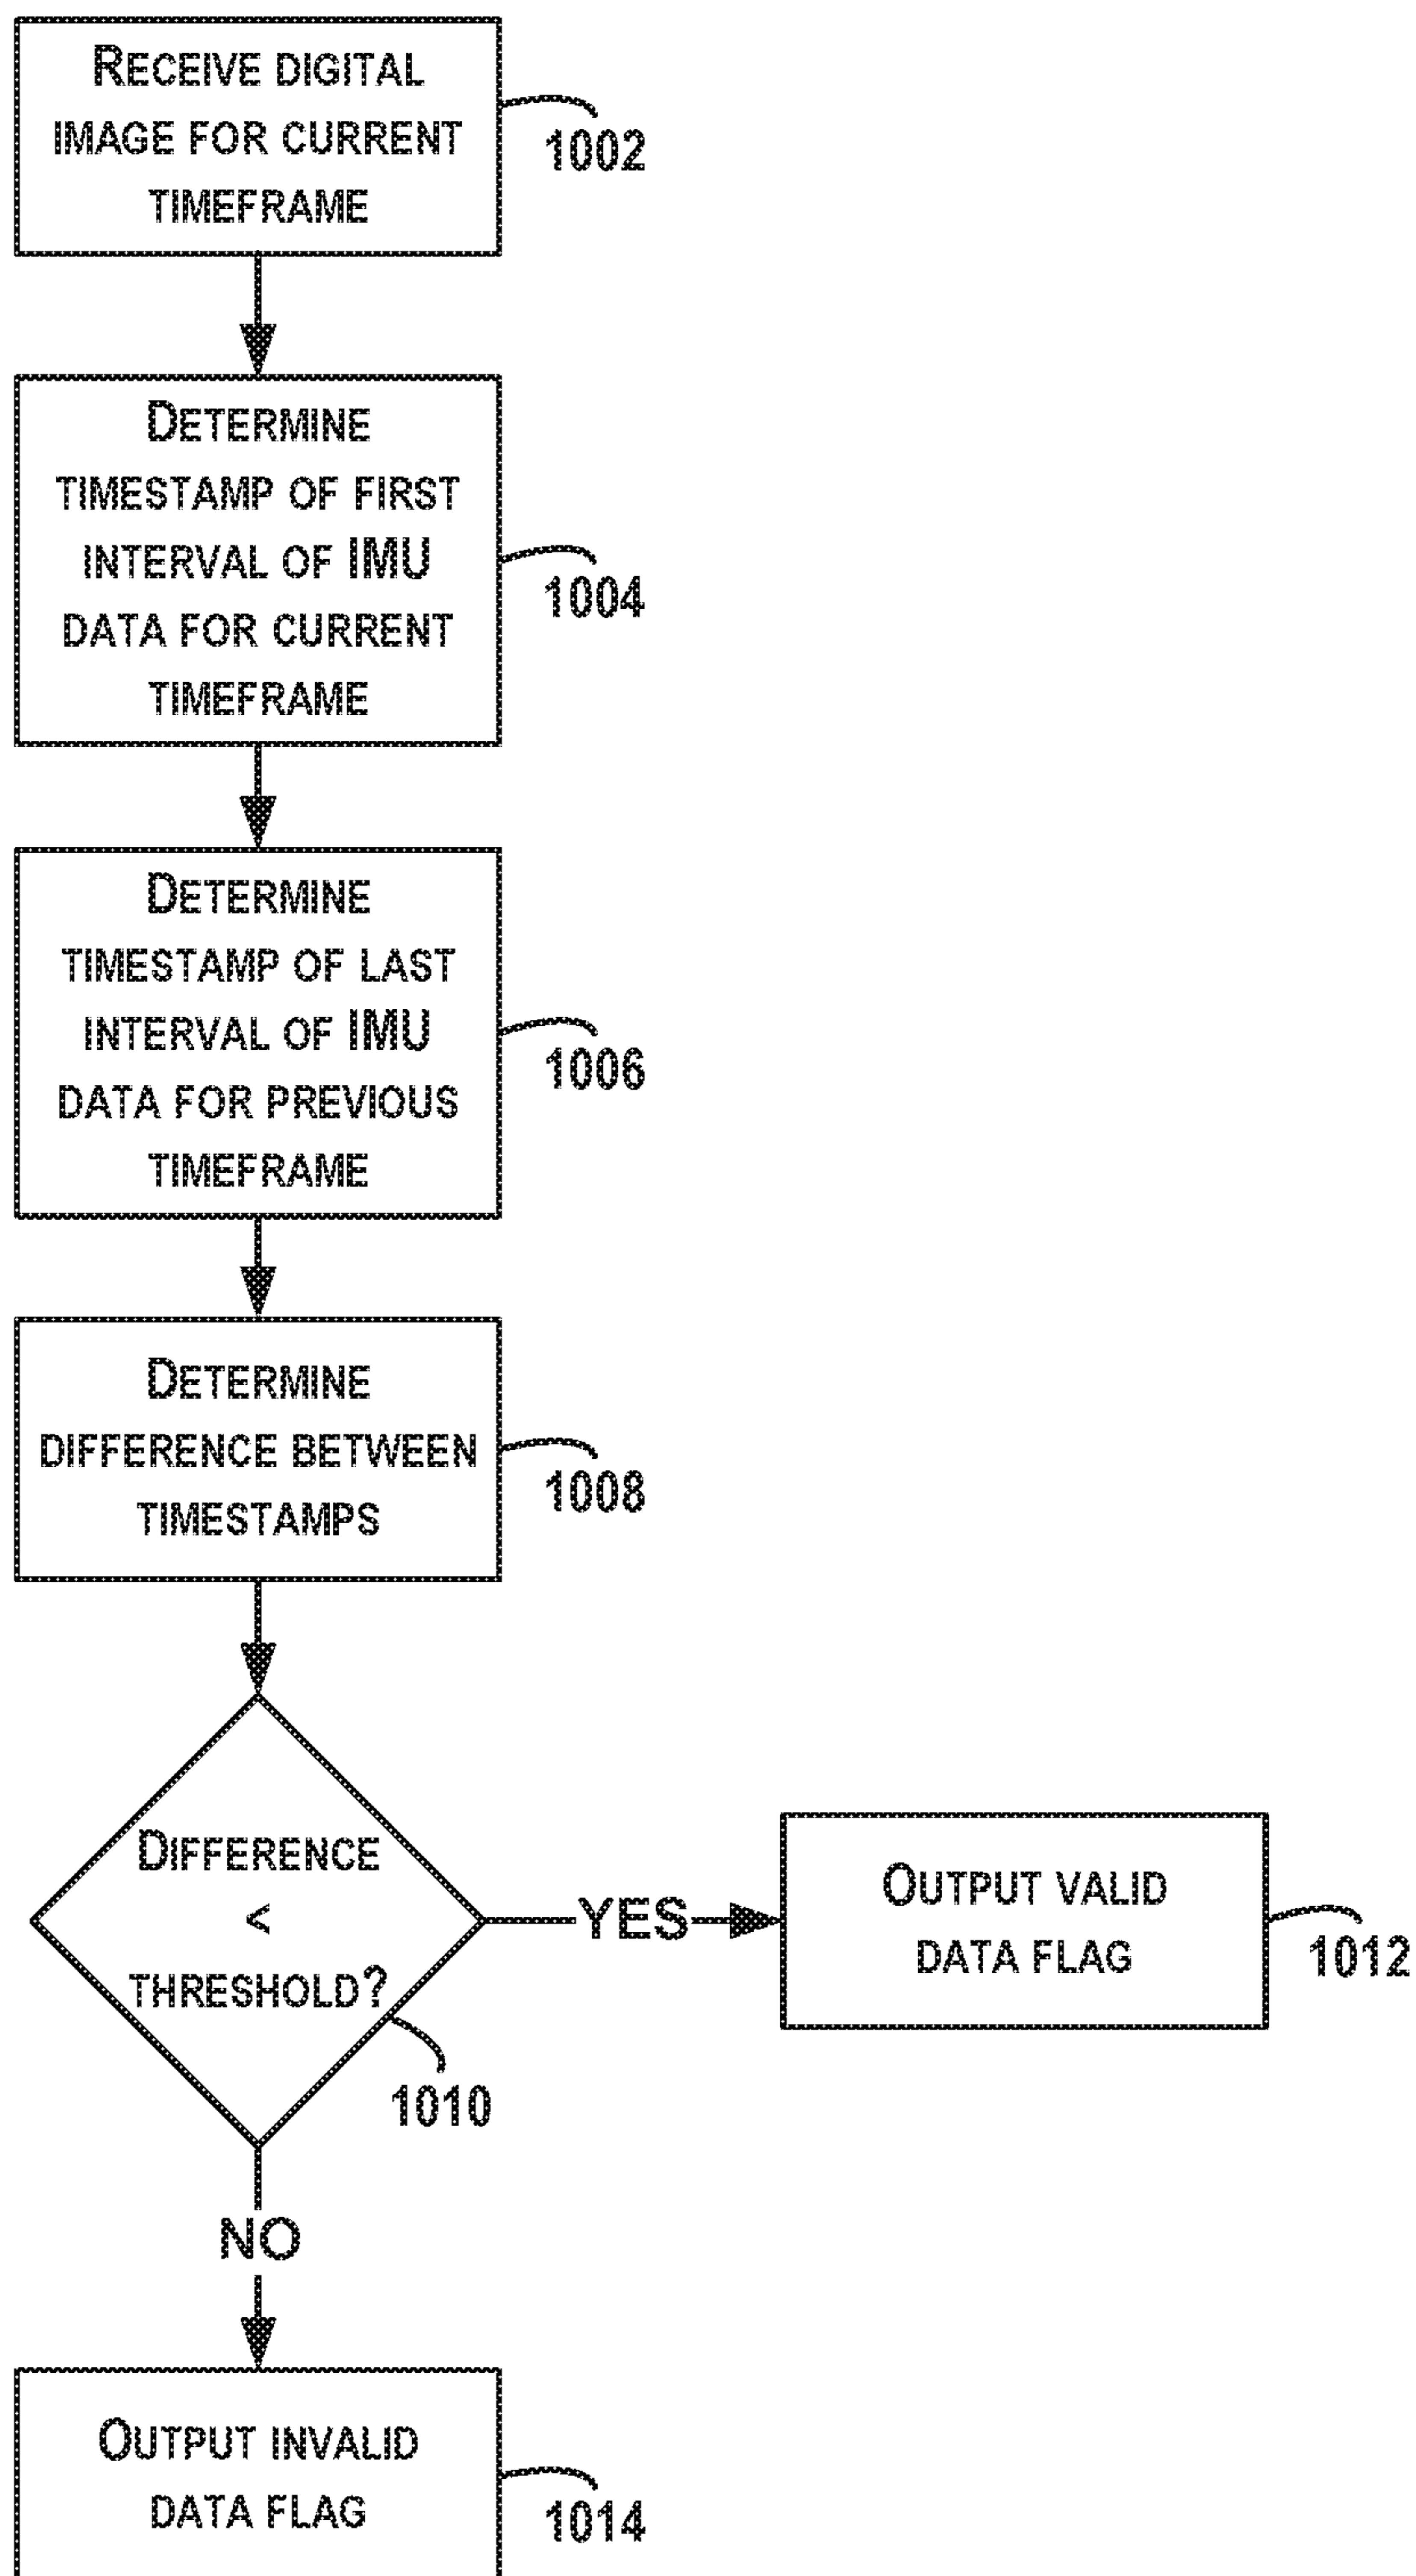 RECEIVE DIGITAL
IMAGE FOR CURRENT
TIMEFRAME
1002
DETERMINE
TIMESTAMP OF FIRST
INTERVAL OF IMU
DATA FOR CURRENT
TIMEFRAME
1004
DETERMINE
TIMESTAMP OF LAST
INTERVAL OF IMU
DATA FOR PREVIOUS
TIMEFRAME
1006
DETERMINE
DIFFERENCE BETWEEN
TIMESTAMPS
1008
DIFFERENCE
<
THRESHOLD?
1010
YES
OUTPUT VALID
DATA FLAG
1012
NO
OUTPUT INVALID
DATA FLAG
1014